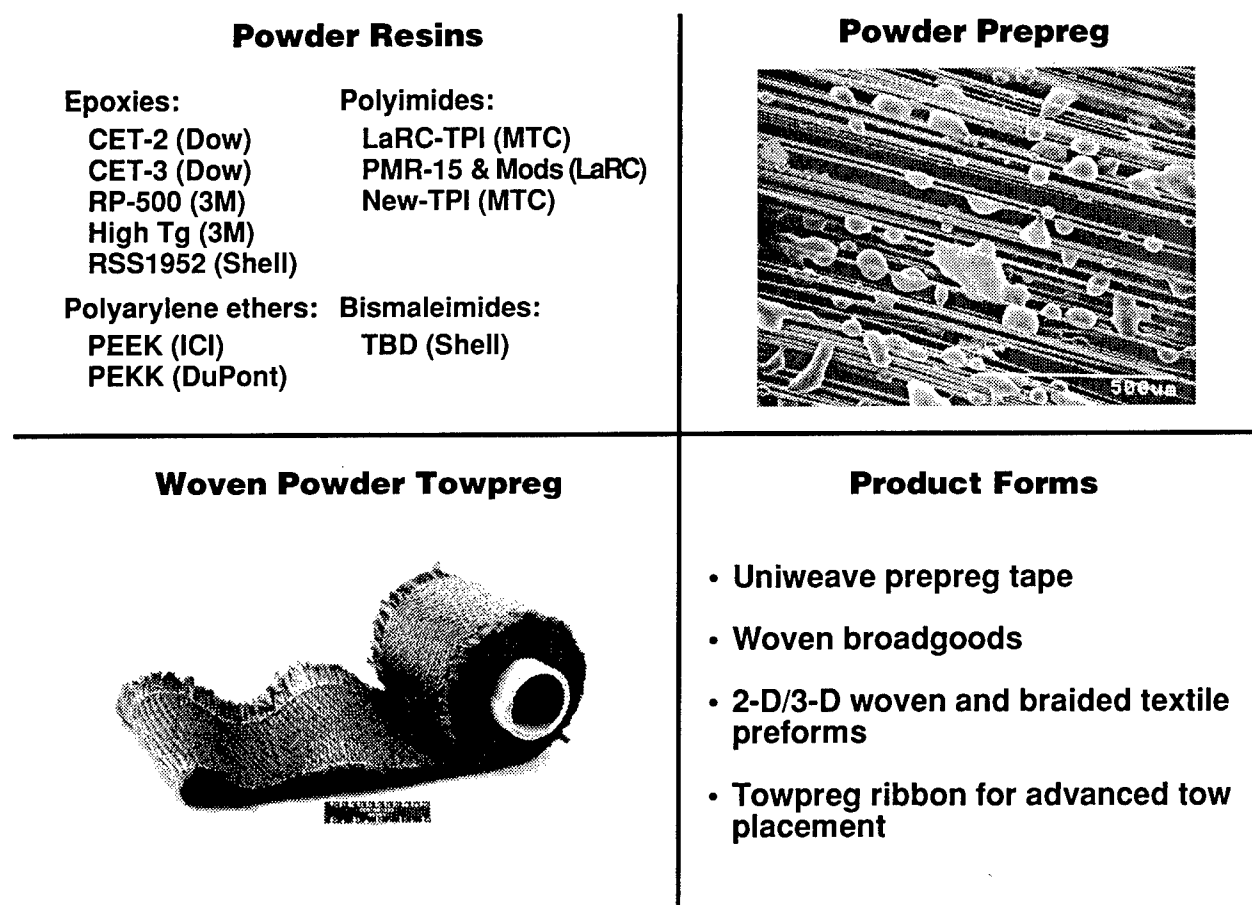 Powder Resins
Epoxies:
CET-2 (Dow)
CET-3 (Dow)
RP-500 (3M)
High Tg (3M)
RSS1952 (Shell)
Polyimides:
LaRC-TPI (MTC)
PMR-15 & Mods (LaRC)
New-TPI (MTC)
Polyarylene ethers:
PEEK (ICI)
PEKK (DuPont)
Bismaleimides:
TBD (Shell)
Powder Prepreg
500um
Woven Powder Towpreg
Product Forms
• Uniweave prepreg tape
• Woven broadgoods
• 2-D/3-D woven and braided textile
preforms
• Towpreg ribbon for advanced tow
placement